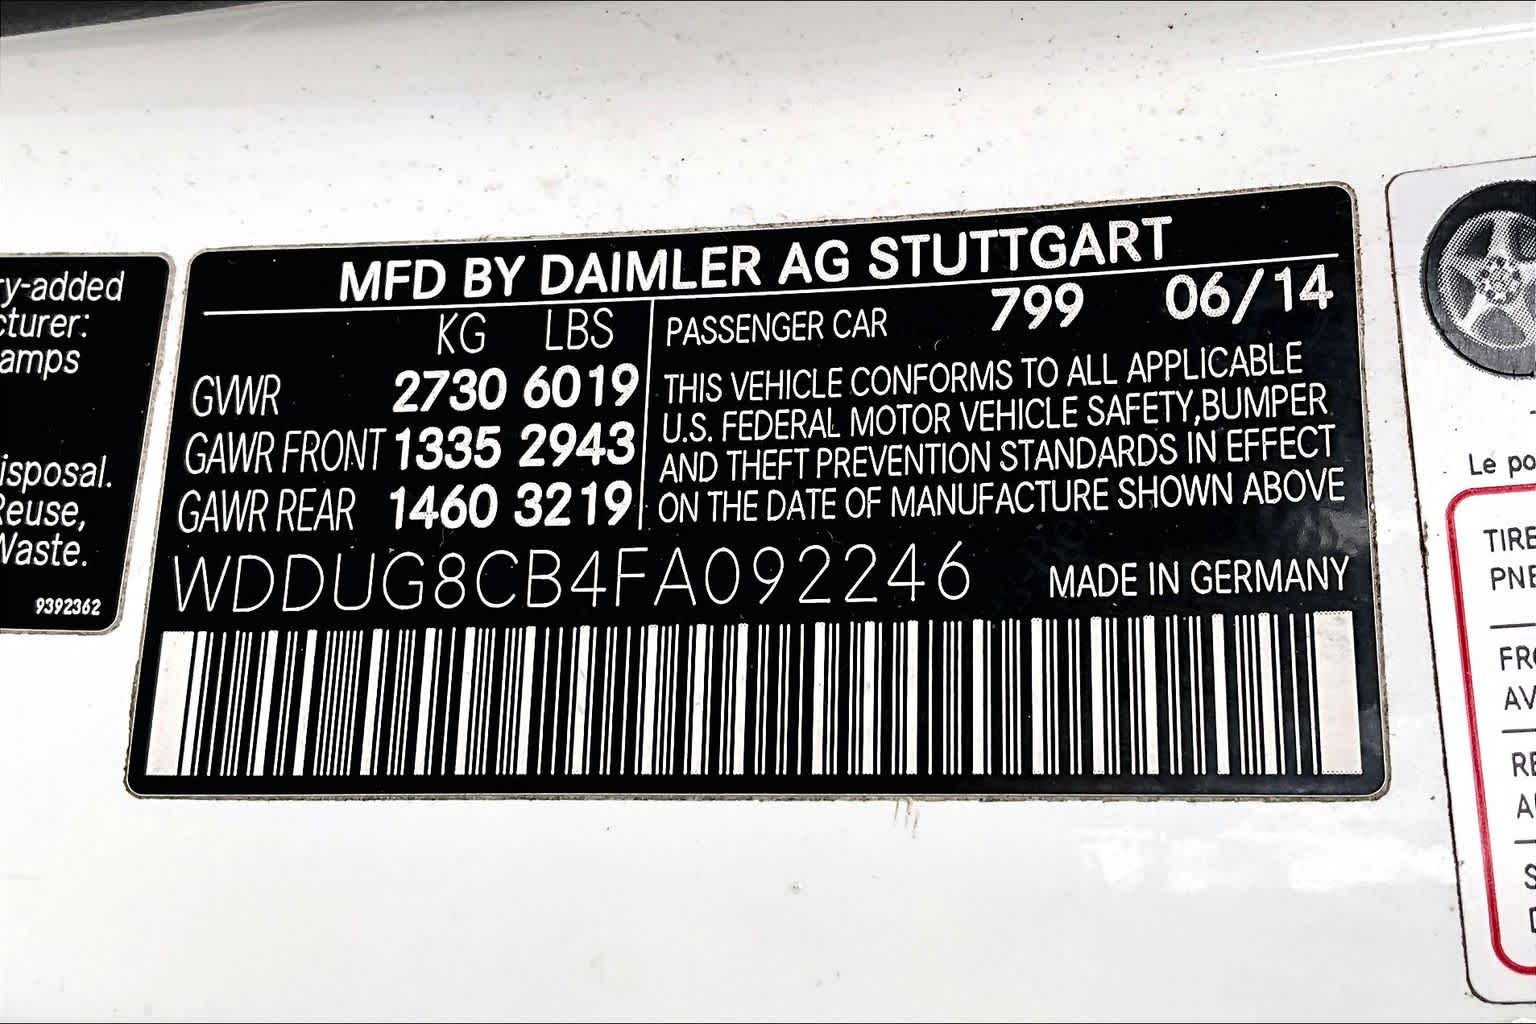 ry-added
cturer:
amps
isposal.
Reuse,
Waste.
9392362
MFD BY DAIMLER AG STUTTGART
KG LBS
GVWR 2730 6019
GAWR FRONT 1335 2943
GAWR REAR 1460 3219
PASSENGER CAR 799 06/14
THIS VEHICLE CONFORMS TO ALL APPLICABLE
U.S. FEDERAL MOTOR VEHICLE SAFETY,BUMPER
AND THEFT PREVENTION STANDARDS IN EFFECT
ON THE DATE OF MANUFACTURE SHOWN ABOVE
WDDUG8CB4FA092246
MADE IN GERMANY
Le po
TIRE
PNE
FRO
AV
RE